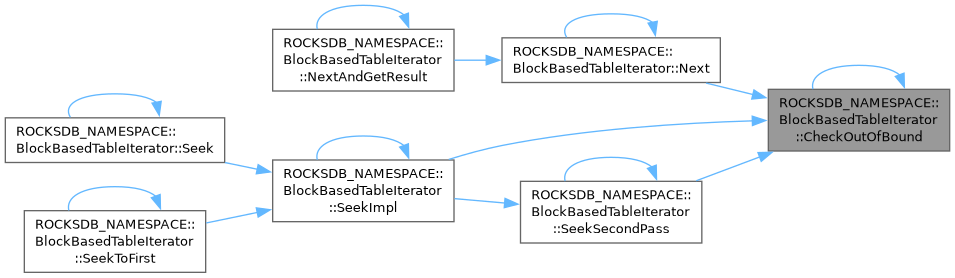 ROCKSDB_NAMESPACE::
BlockBasedTableIterator
::NextAndGetResult
ROCKSDB_NAMESPACE::
BlockBasedTableIterator::Next
ROCKSDB_NAMESPACE::
BlockBasedTableIterator
::CheckOutOfBound
ROCKSDB_NAMESPACE::
BlockBasedTableIterator::Seek
ROCKSDB_NAMESPACE::
BlockBasedTableIterator
::SeekImpl
ROCKSDB_NAMESPACE::
BlockBasedTableIterator
::SeekSecondPass
ROCKSDB_NAMESPACE::
BlockBasedTableIterator
::SeekToFirst